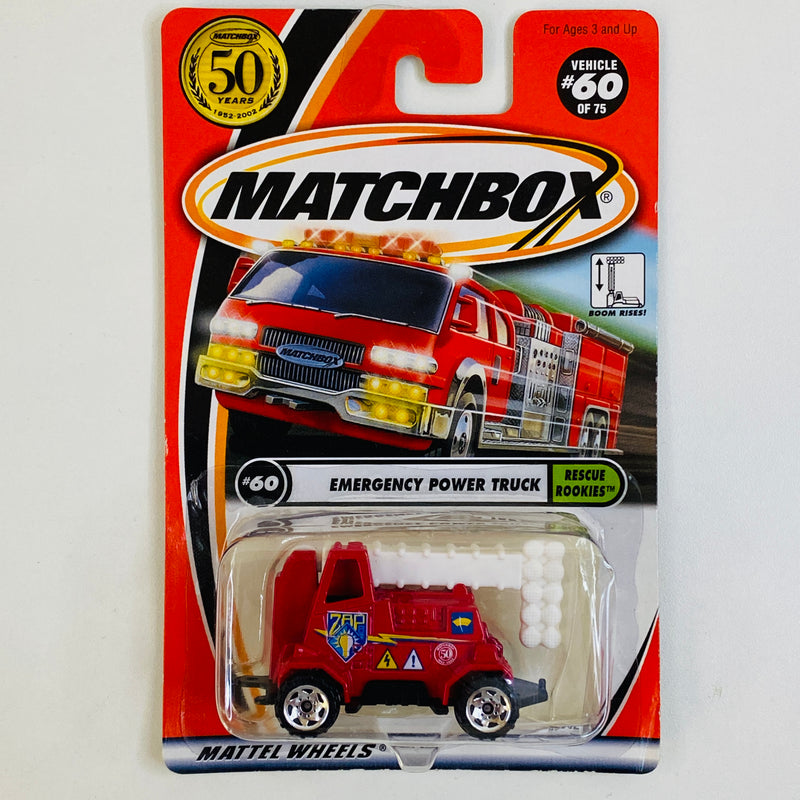 For Ages 3 and Up
MATCHBOX
50
YEARS
1952-2002
VEHICLE
#60
OF 75
MATCHBOX®
BOOM RISES!
MATCHBOX
#60
EMERGENCY POWER TRUCK
RESCUE
ROOKIES™
ZAP
50
MATTEL WHEELS®